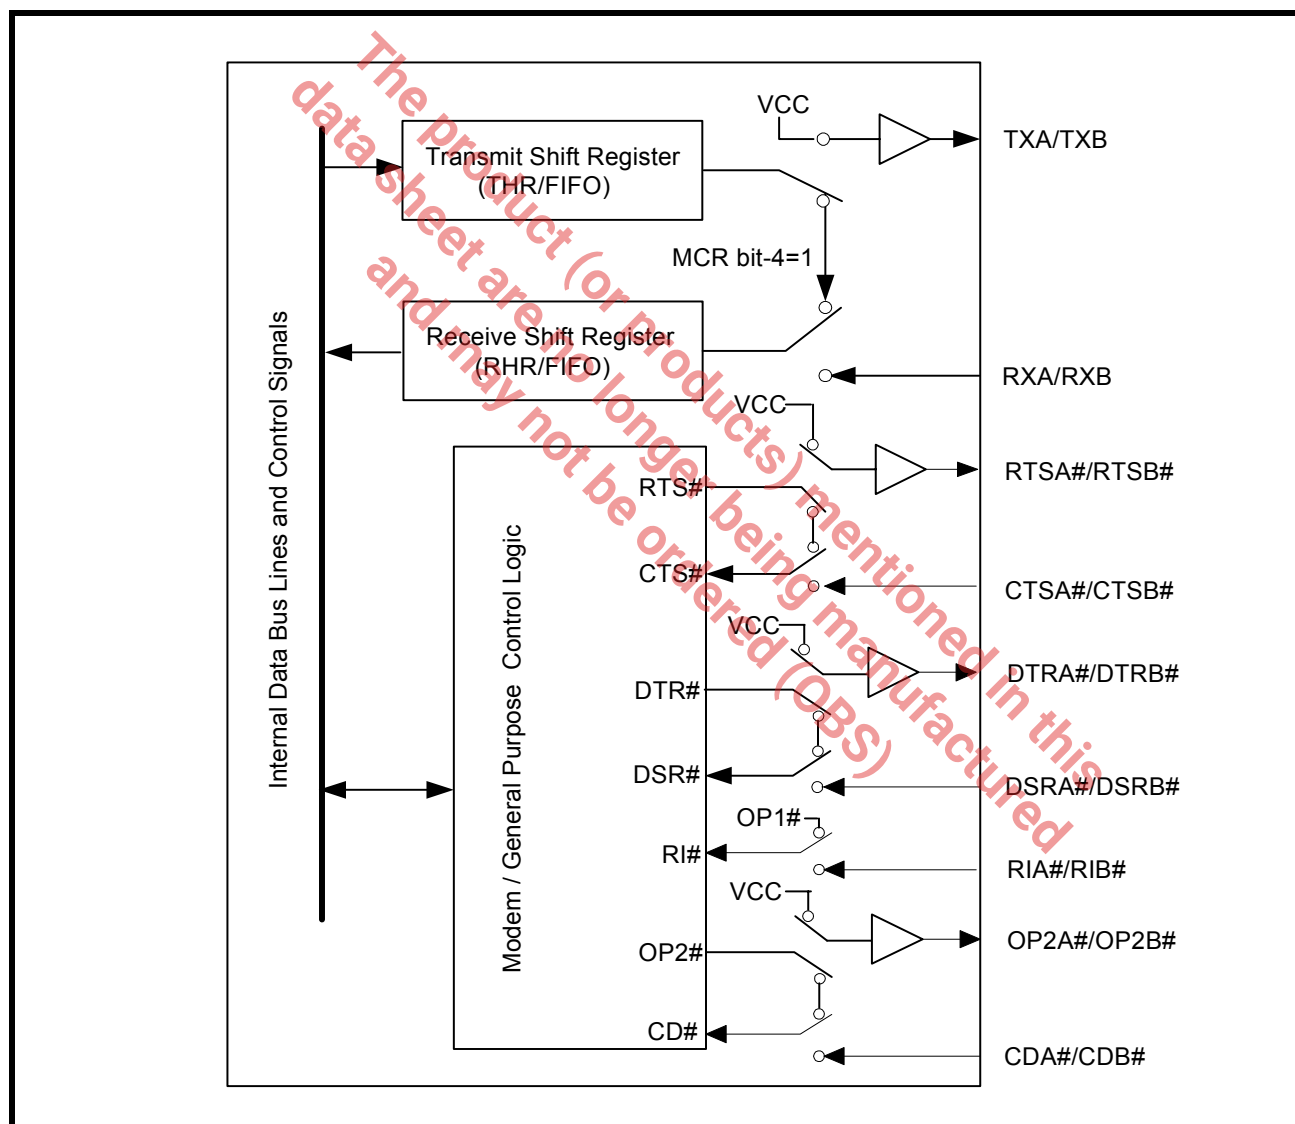 The product (or products) mentioned in this
data sheet are no longer being manufactured
and may not be ordered (OBS)
VCC
TXA/TXB
Transmit Shift Register
(THR/FIFO)
MCR bit-4=1
Receive Shift Register
(RHR/FIFO)
RXA/RXB
VCC
RTSA#/RTSB#
RTS#
CTS#
CTSA#/CTSB#
VCC
DTRA#/DTRB#
DTR#
DSR#
DSRA#/DSRB#
OP1#
RI#
RIA#/RIB#
VCC
OP2A#/OP2B#
OP2#
CD#
CDA#/CDB#
Internal Data Bus Lines and Control Signals
Modem / General Purpose Control Logic